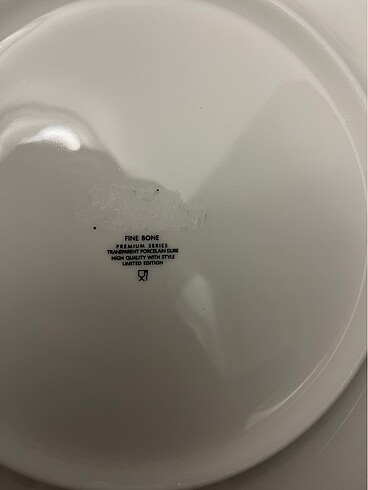 FINE BONE
PREMIUM SERIES
TRANSPARENT PORCELAIN DURE
HIGH QUALITY WITH STYLE
LIMITED EDITION